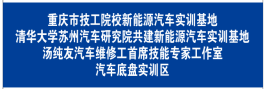 重庆市技工院校新能源汽车实训基地
清华大学苏州汽车研究院共建新能源汽车实训基地
汤纯友汽车维修工首席技能专家工作室
汽车底盘实训区